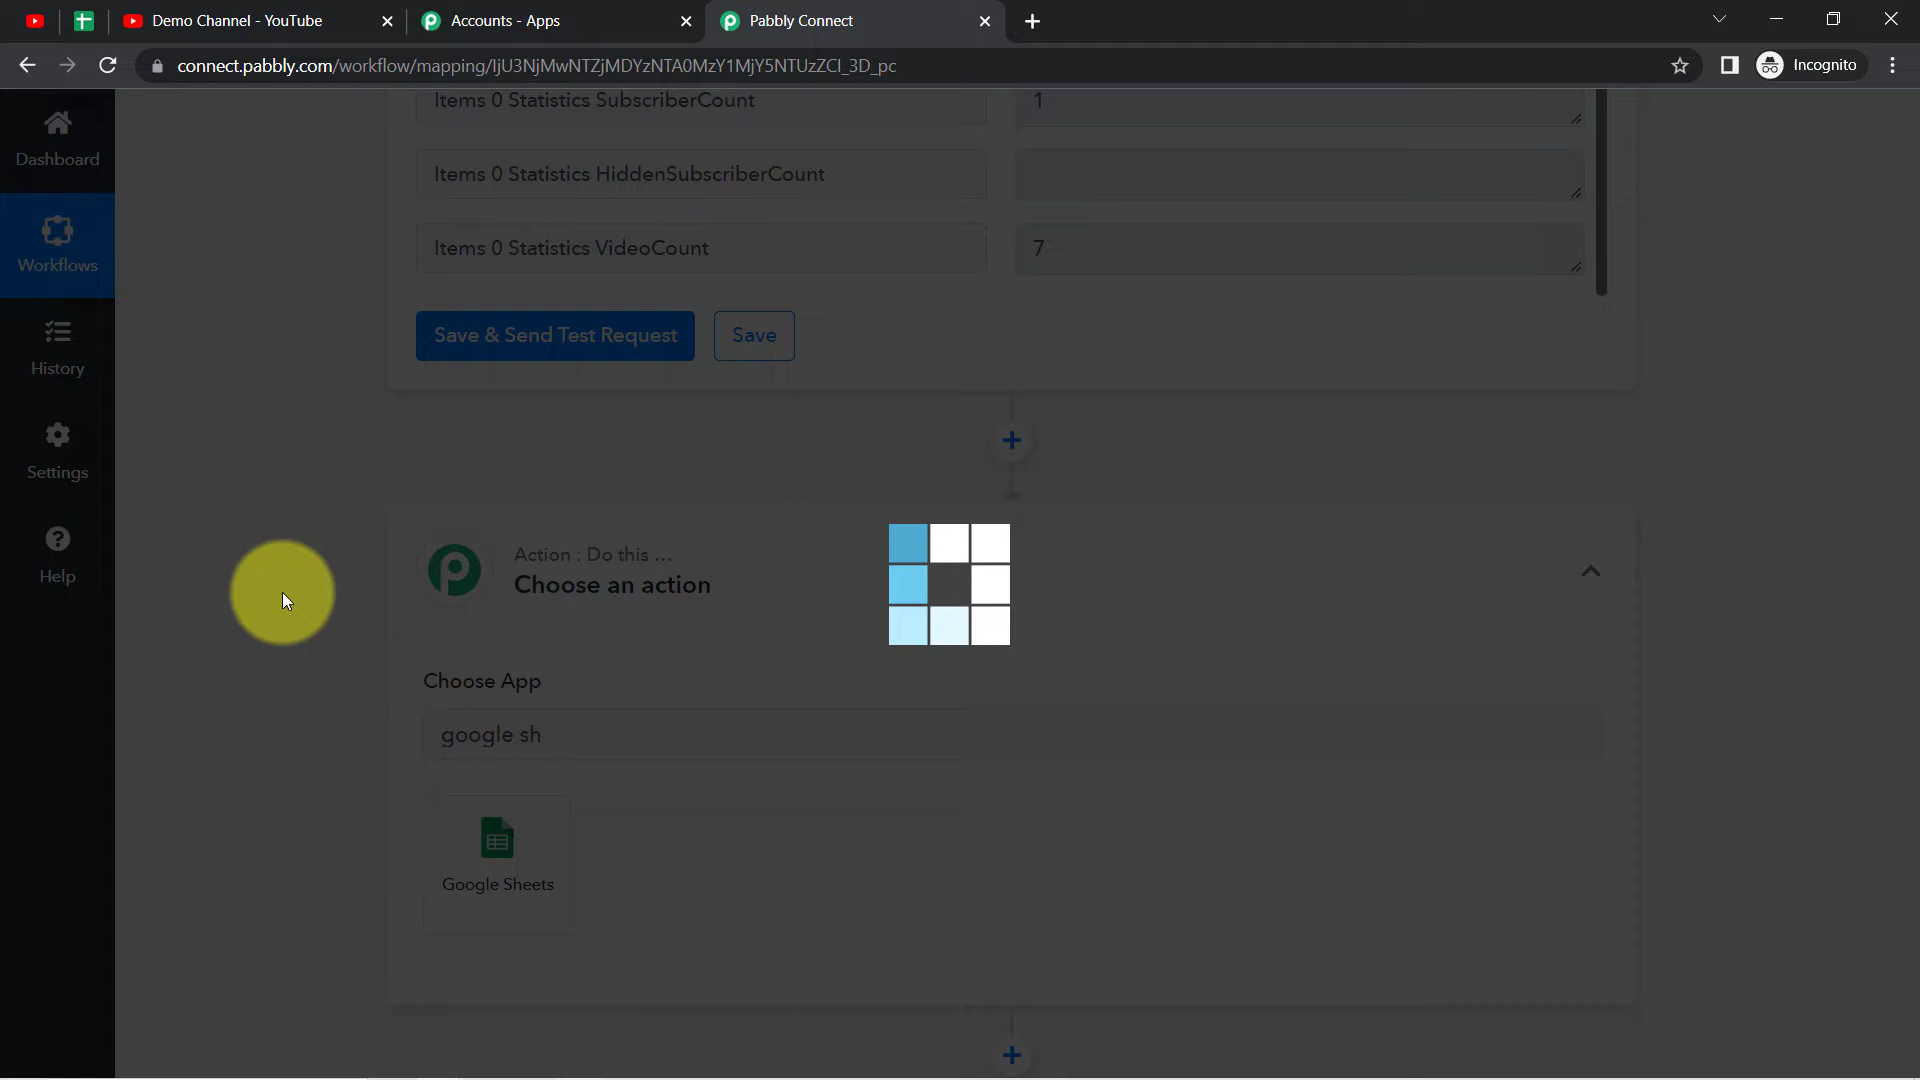 Demo Channel - YouTube
Accounts - Apps
Pabbly Connect
connect.pabbly.com/workflow/mapping/IjU3NjMwNTZjMDYzNTA0MzY1MjY5NTUzZCI_3D_pc
Incognito
Dashboard
Workflows
History
Settings
Help
Items 0 Statistics SubscriberCount
1
Items 0 Statistics HiddenSubscriberCount
Items 0 Statistics VideoCount
7
Save & Send Test Request
Save
Action : Do this ...
Choose an action
Choose App
google sh
Google Sheets